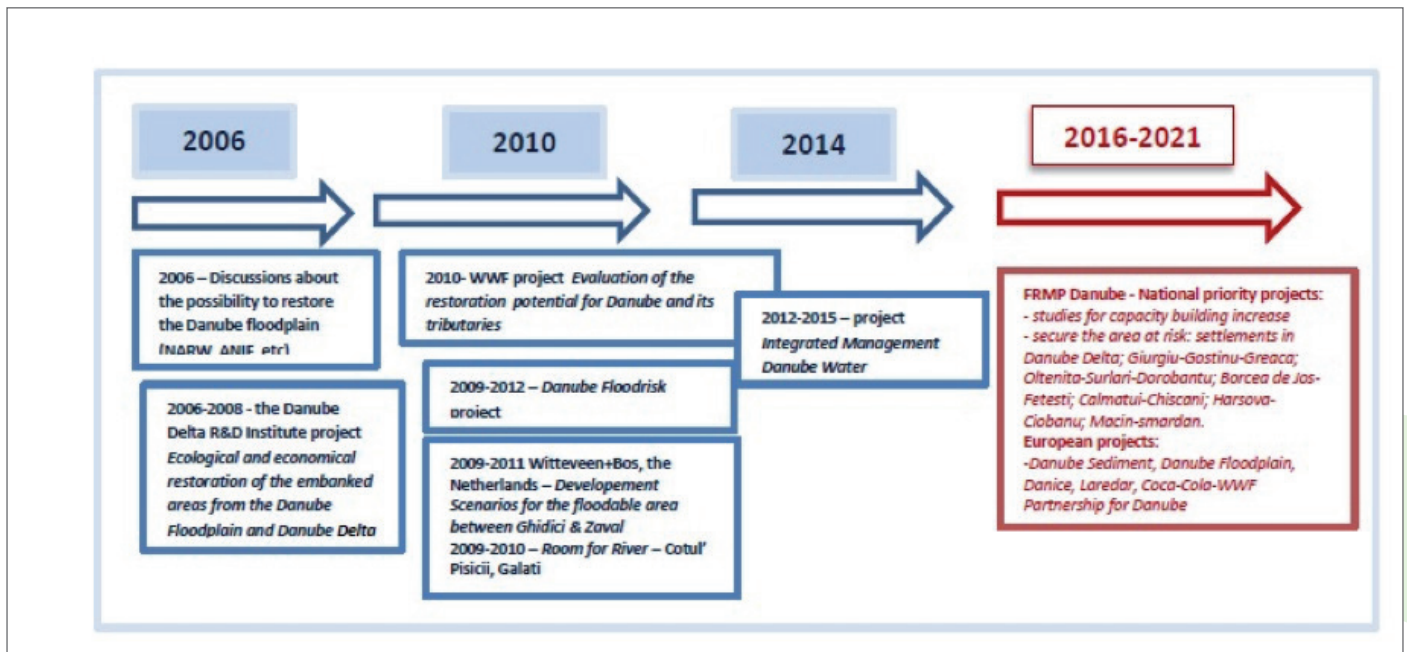 2006
2010
2014
2016-2021
2006 – Discussions about
the possibility to restore
the Danube floodplain
(NARW, ANIF, etc)
2006-2008 - the Danube
Delta R&D Institute project
Ecological and economical
restoration of the embanked
areas from the Danube
Floodplain and Danube Delta
2010- WWF project Evaluation of the
restoration potential for Danube and its
tributaries
2009-2012 – Danube Floodrisk
project
2009-2011 Witteveen+Bos, the
Netherlands – Developement
Scenarios for the floodable area
between Ghidici & Zaval
2009-2010 – Room for River – Cotul'
Pisicii, Galati
2012-2015 – project
Integrated Management
Danube Water
FRMP Danube - National priority projects:
- studies for capacity building increase
- secure the area at risk: settlements in
Danube Delta; Giurgiu-Gostinu-Greaca;
Oltenita-Surlari-Dorobantu; Borcea de Jos-
Fetesti; Calmatui-Chiscani; Harsova-
Ciobanu; Macin-smardan.
European projects:
-Danube Sediment, Danube Floodplain,
Danice, Laredar, Coca-Cola-WWF
Partnership for Danube